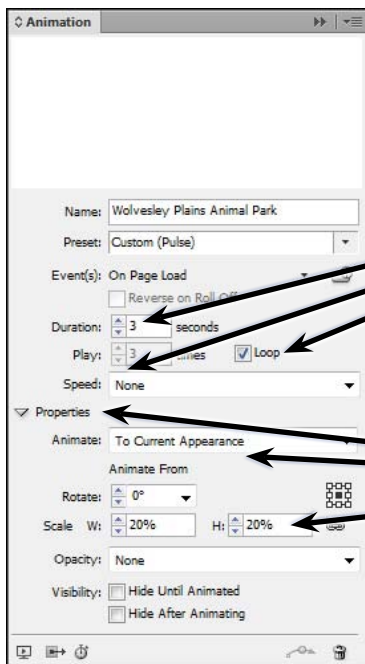 Animation
Name: Wolvesley Plains Animal Park
Preset: Custom (Pulse)
Event(s): On Page Load
Reverse on Roll Off
Duration: 3 seconds
Play: 3 times Loop
Speed: None
Properties
Animate: To Current Appearance
Animate From
Rotate: 0°
Scale W: 20% H: 20%
Opacity: None
Visibility: Hide Until Animated
Hide After Animating